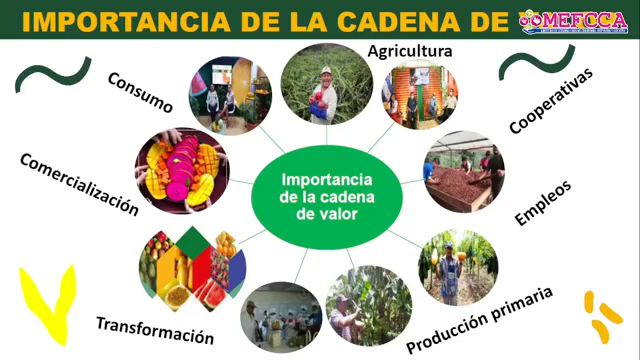 IMPORTANCIA DE LA CADENA DE
MEFCCA
Agricultura
Consumo
Cooperativas
Comercialización
Importancia
de la cadena
de valor
Empleos
Transformación
Producción primaria